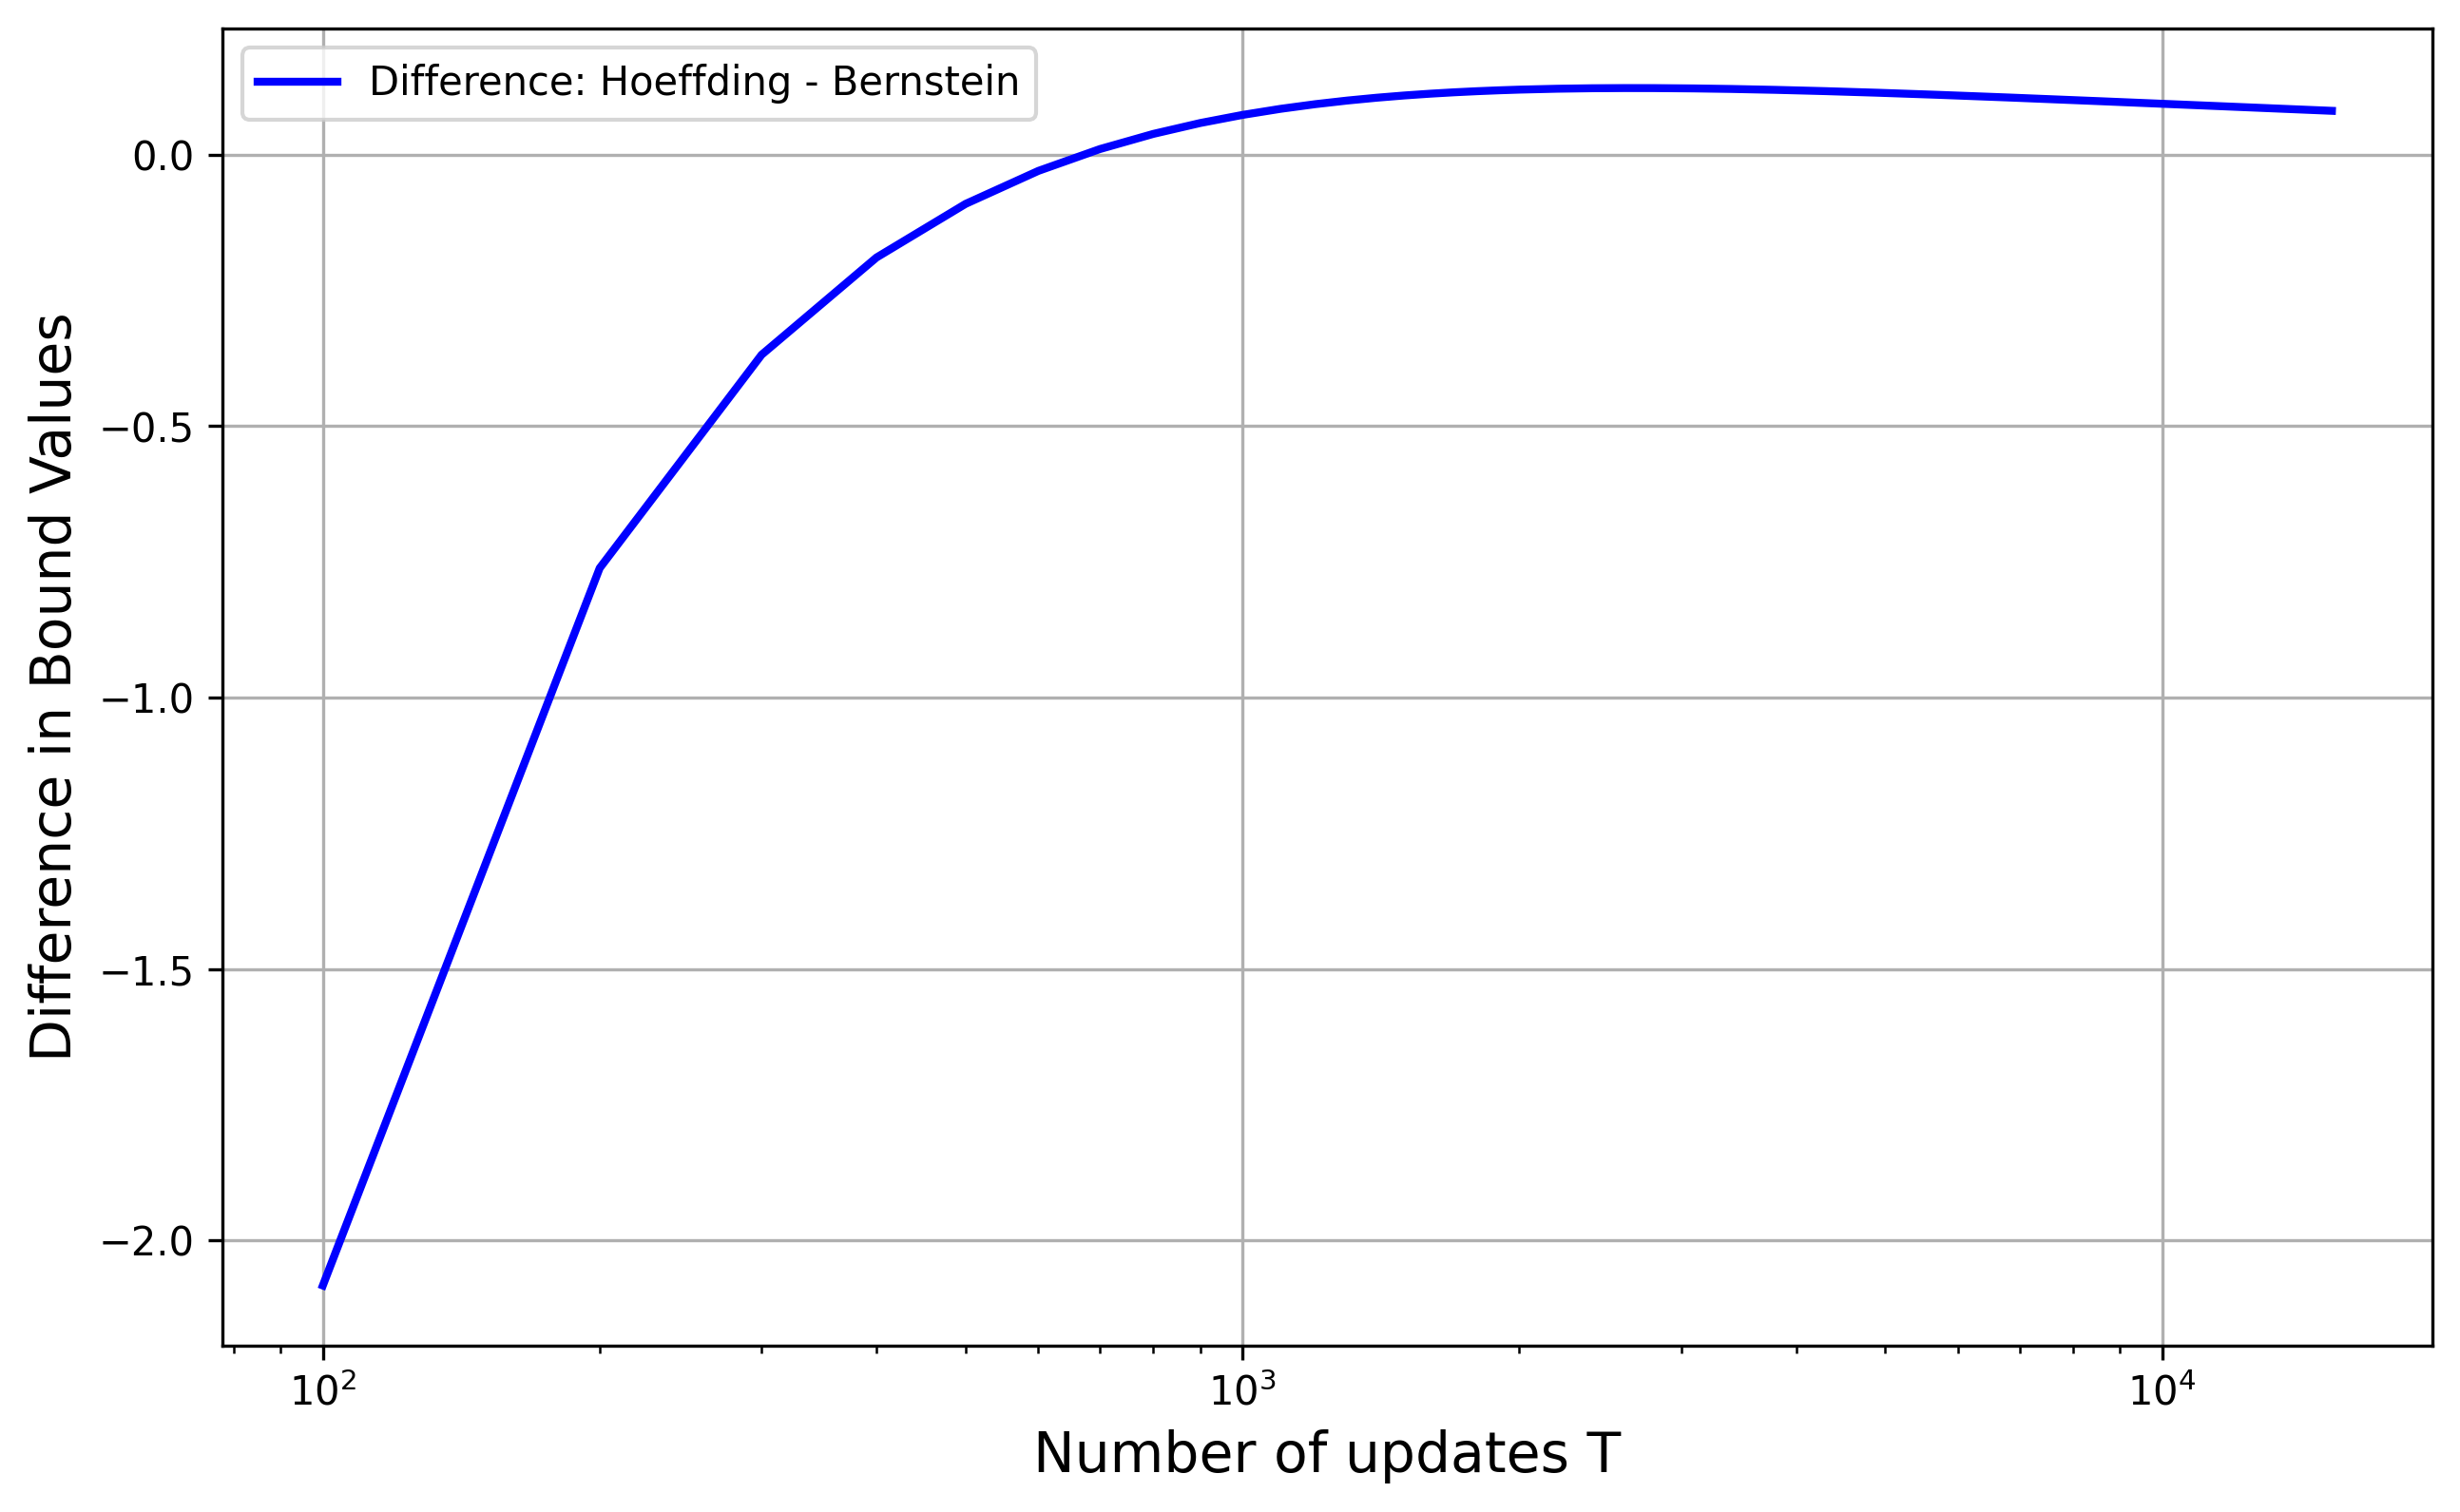 Difference: Hoeffding - Bernstein
Difference in Bound Values
0.0
−0.5
−1.0
−1.5
−2.0
10²
10³
10⁴
Number of updates T